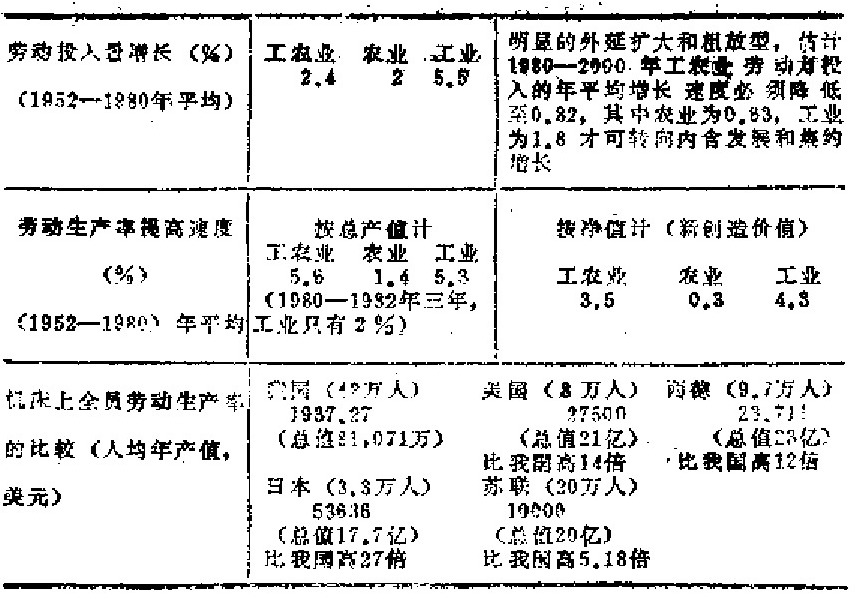 劳动投入量增长（%）
（1952—1980年平均）
工农业 农业 工业
2.4 2 5.5
明显的外延扩大和粗放型，估计
1980—2000 年工农业 劳动力投
入的年平均增长 速度必 须降 低
至0.82，其中农业为0.63，工业
为1.8 才可转向内含发展和集约
增长
劳动生产率提高速度
（%）
（1952—1980）年平均
按总产值计
工农业 农业 工业
5.6 1.4 5.3
（1980—1982年三年，
工业只有2%）
按净值计（新创造价值）
工农业 农业 工业
3.5 0.3 4.3
机床上全员劳动生产率
的比较（人均年产值，
美元）
我国（42万人）
1937.27
（总值81,071万）
美国（8万人）
27500
（总值21亿）
比我国高14倍
西德（9.7万人）
23.711
（总值23亿）
比我国高12倍
日本（3.3万人）
53636
（总值17.7亿）
比我国高27倍
苏联（20万人）
10000
（总值20亿）
比我国高5.18倍